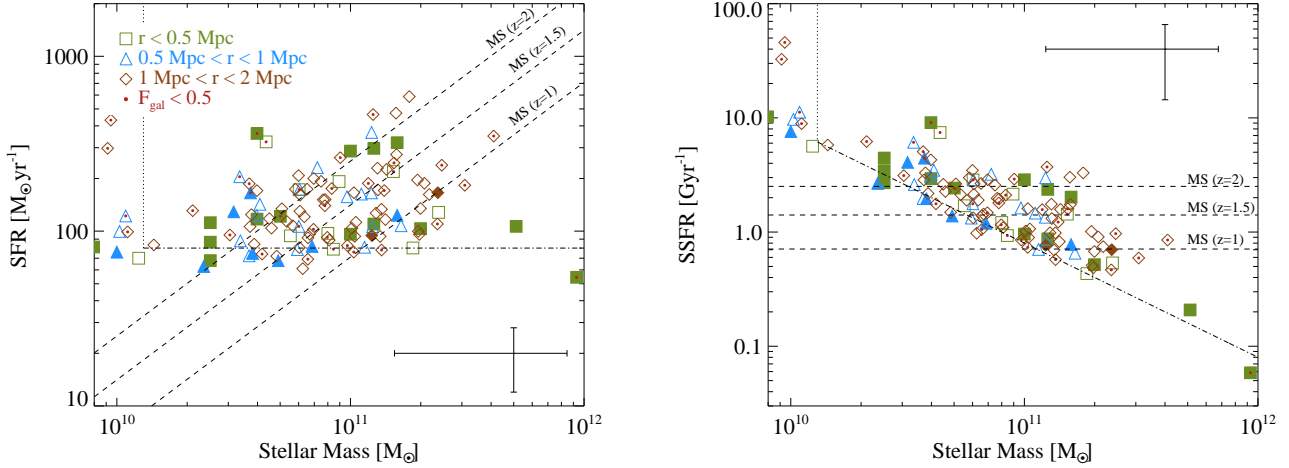 1000
100
10
SFR [M⊙ yr⁻¹]
r < 0.5 Mpc
0.5 Mpc < r < 1 Mpc
1 Mpc < r < 2 Mpc
F_gal < 0.5
MS (z=2)
MS (z=1.5)
MS (z=1)
10¹⁰
10¹¹
10¹²
Stellar Mass [M⊙]
100.0
10.0
1.0
0.1
SSFR [Gyr⁻¹]
MS (z=2)
MS (z=1.5)
MS (z=1)
10¹⁰
10¹¹
10¹²
Stellar Mass [M⊙]